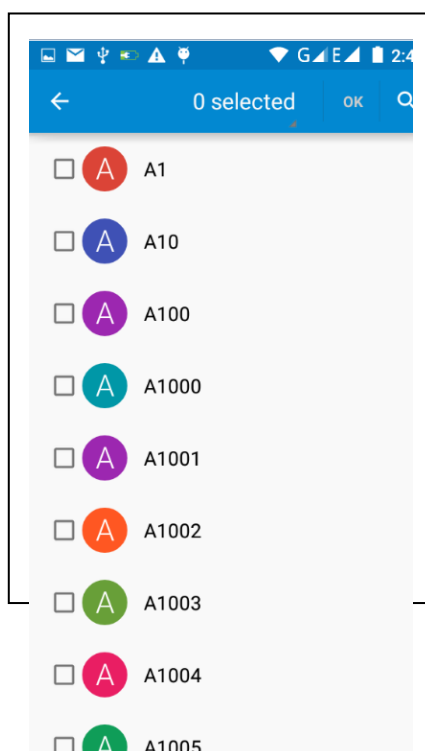 G E 2:4
0 selected OK
A A1
A A10
A A100
A A1000
A A1001
A A1002
A A1003
A A1004
A A1005